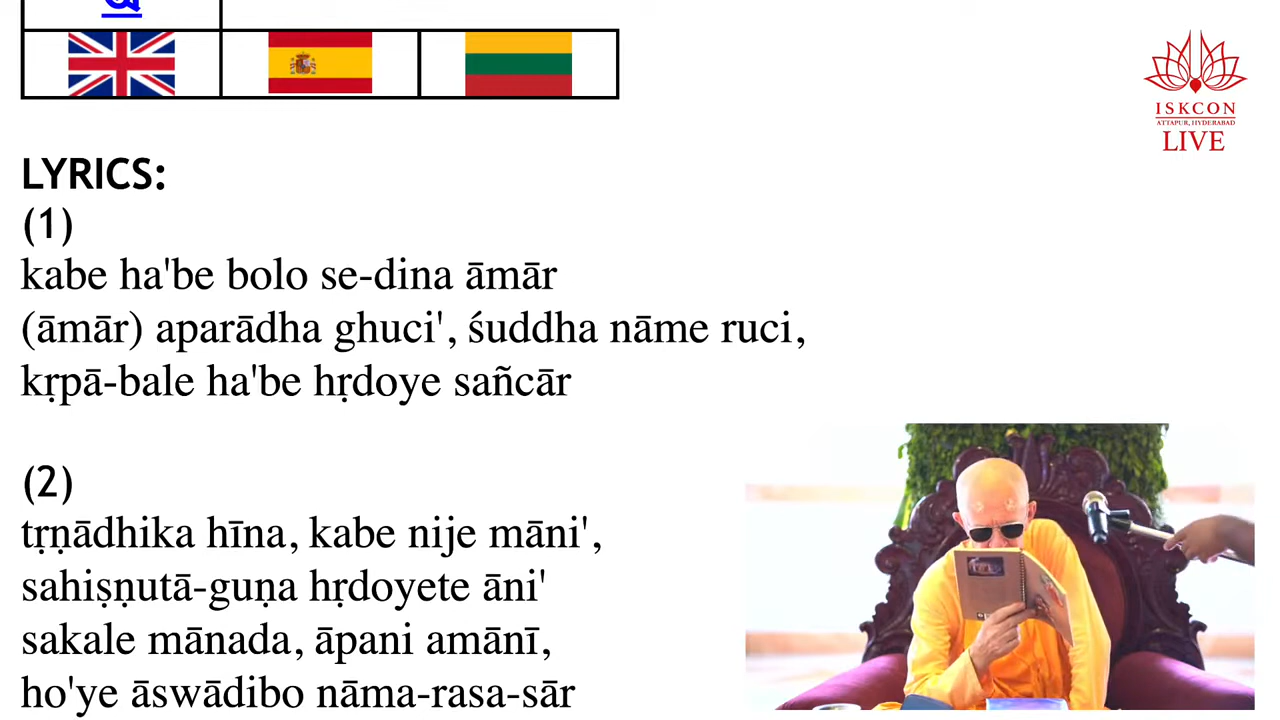 ISKCON
ATTAPUR, HYDERABAD
LIVE
LYRICS:
(1)
kabe ha'be bolo se-dina āmār
(āmār) aparādha ghuci', śuddha nāme ruci,
kṛpā-bale ha'be hṛdoye sañcār
(2)
tṛṇādhika hīna, kabe nije māni',
sahiṣṇutā-guṇa hṛdoyete āni'
sakale mānada, āpani amānī,
ho'ye āswādibo nāma-rasa-sār